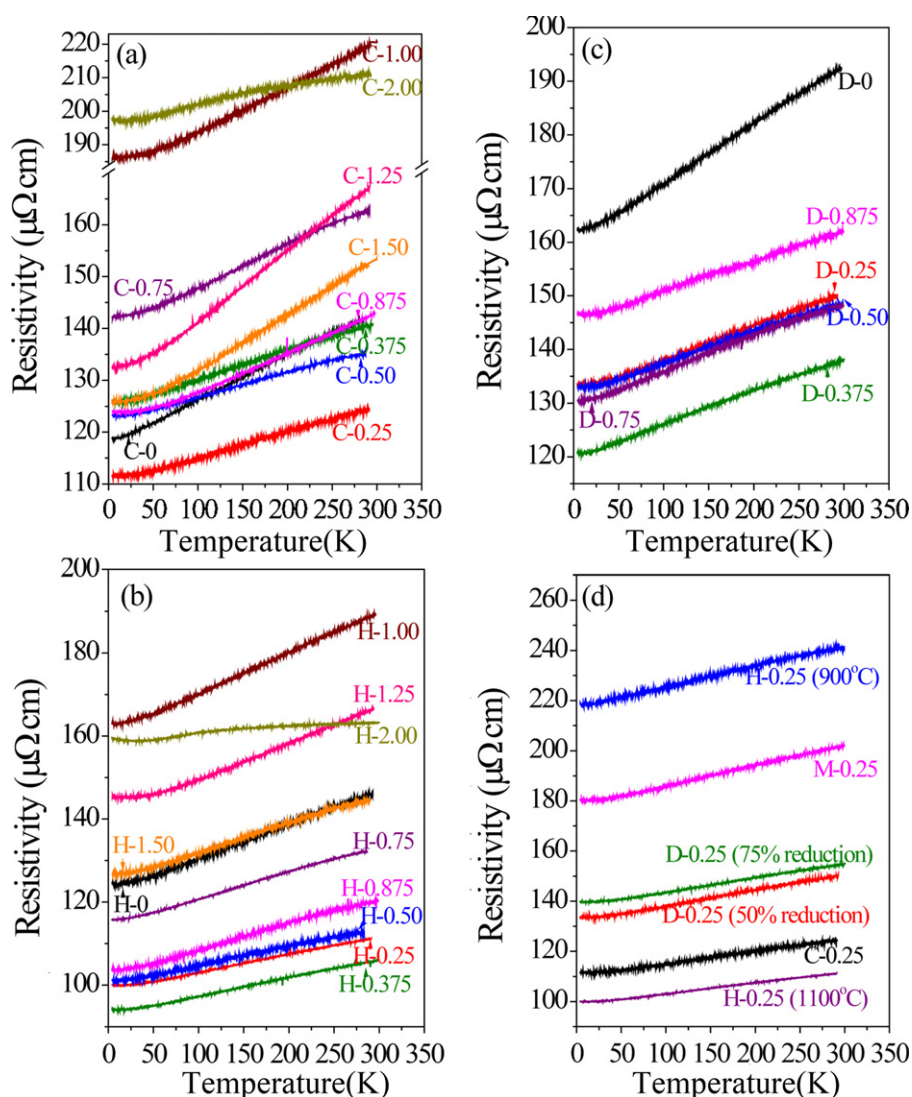 (a)
220
210
200
190
160
150
140
130
120
110
Resistivity (μΩcm)
C-1.00
C-2.00
C-1.25
C-1.50
C-0.75
C-0.875
C-0.375
C-0.50
C-0
C-0.25
0 50 100 150 200 250 300 350
Temperature(K)
(c)
200
190
180
170
160
150
140
130
120
Resistivity (μΩcm)
D-0
D-0.875
D-0.25
D-0.50
D-0.75
D-0.375
0 50 100 150 200 250 300 350
Temperature(K)
(b)
200
180
160
140
120
100
Resistivity (μΩcm)
H-1.00
H-1.25
H-2.00
H-1.50
H-0
H-0.75
H-0.875
H-0.50
H-0.25
H-0.375
0 50 100 150 200 250 300 350
Temperature(K)
(d)
260
240
220
200
180
160
140
120
100
Resistivity (μΩcm)
H-0.25 (900°C)
M-0.25
D-0.25 (75% reduction)
D-0.25 (50% reduction)
C-0.25
H-0.25 (1100°C)
0 50 100 150 200 250 300 350
Temperature(K)